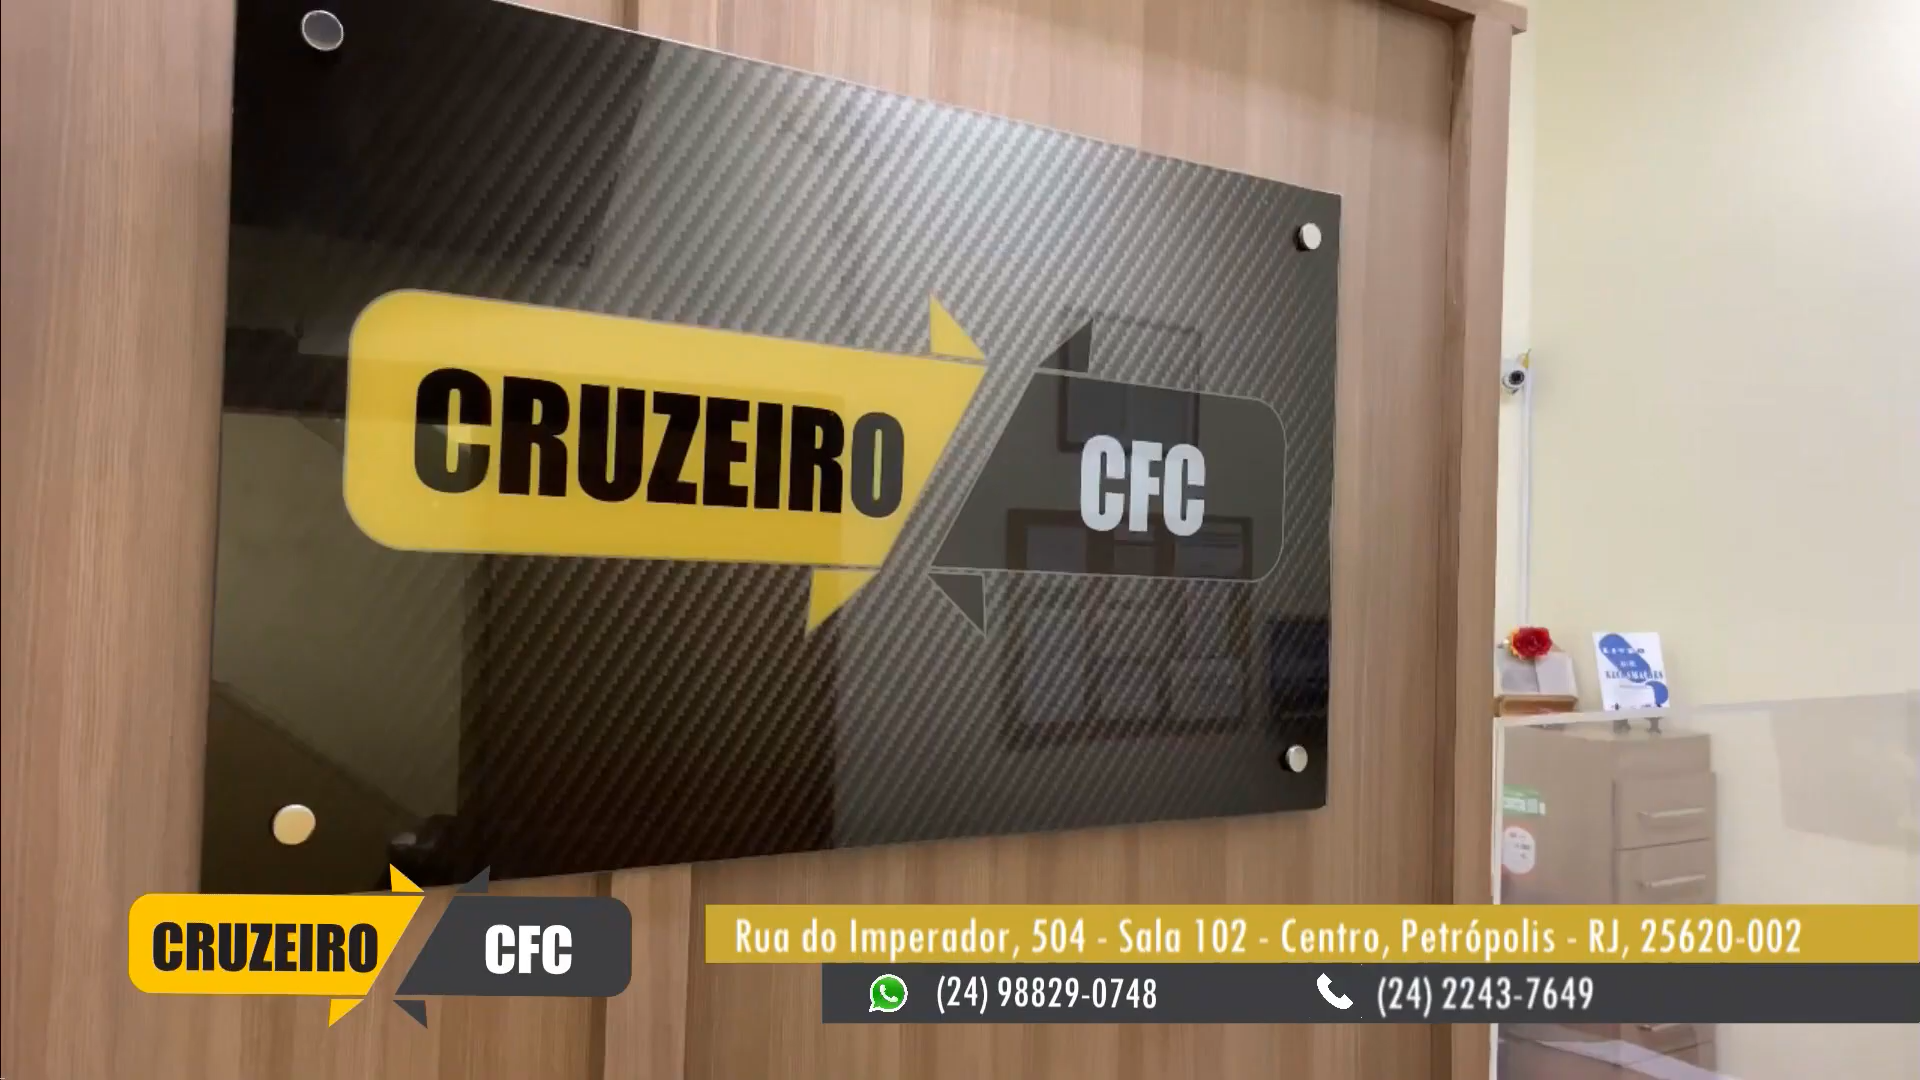 CRUZEIRO CFC
CRUZEIRO CFC
Rua do Imperador, 504 - Sala 102 - Centro, Petrópolis - RJ, 25620-002
(24) 98829-0748
(24) 2243-7649